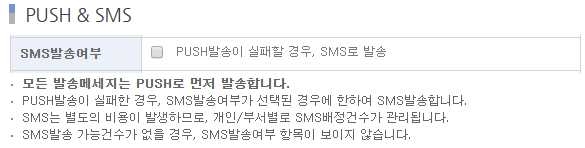 PUSH & SMS
SMS발송여부 PUSH발송이 실패할 경우, SMS로 발송
· 모든 발송메세지는 PUSH로 먼저 발송합니다.
· PUSH발송이 실패한 경우, SMS발송여부가 선택된 경우에 한하여 SMS발송합니다.
· SMS는 별도의 비용이 발생하므로, 개인/부서별로 SMS배정건수가 관리됩니다.
· SMS발송 가능건수가 없을 경우, SMS발송여부 항목이 보이지 않습니다.